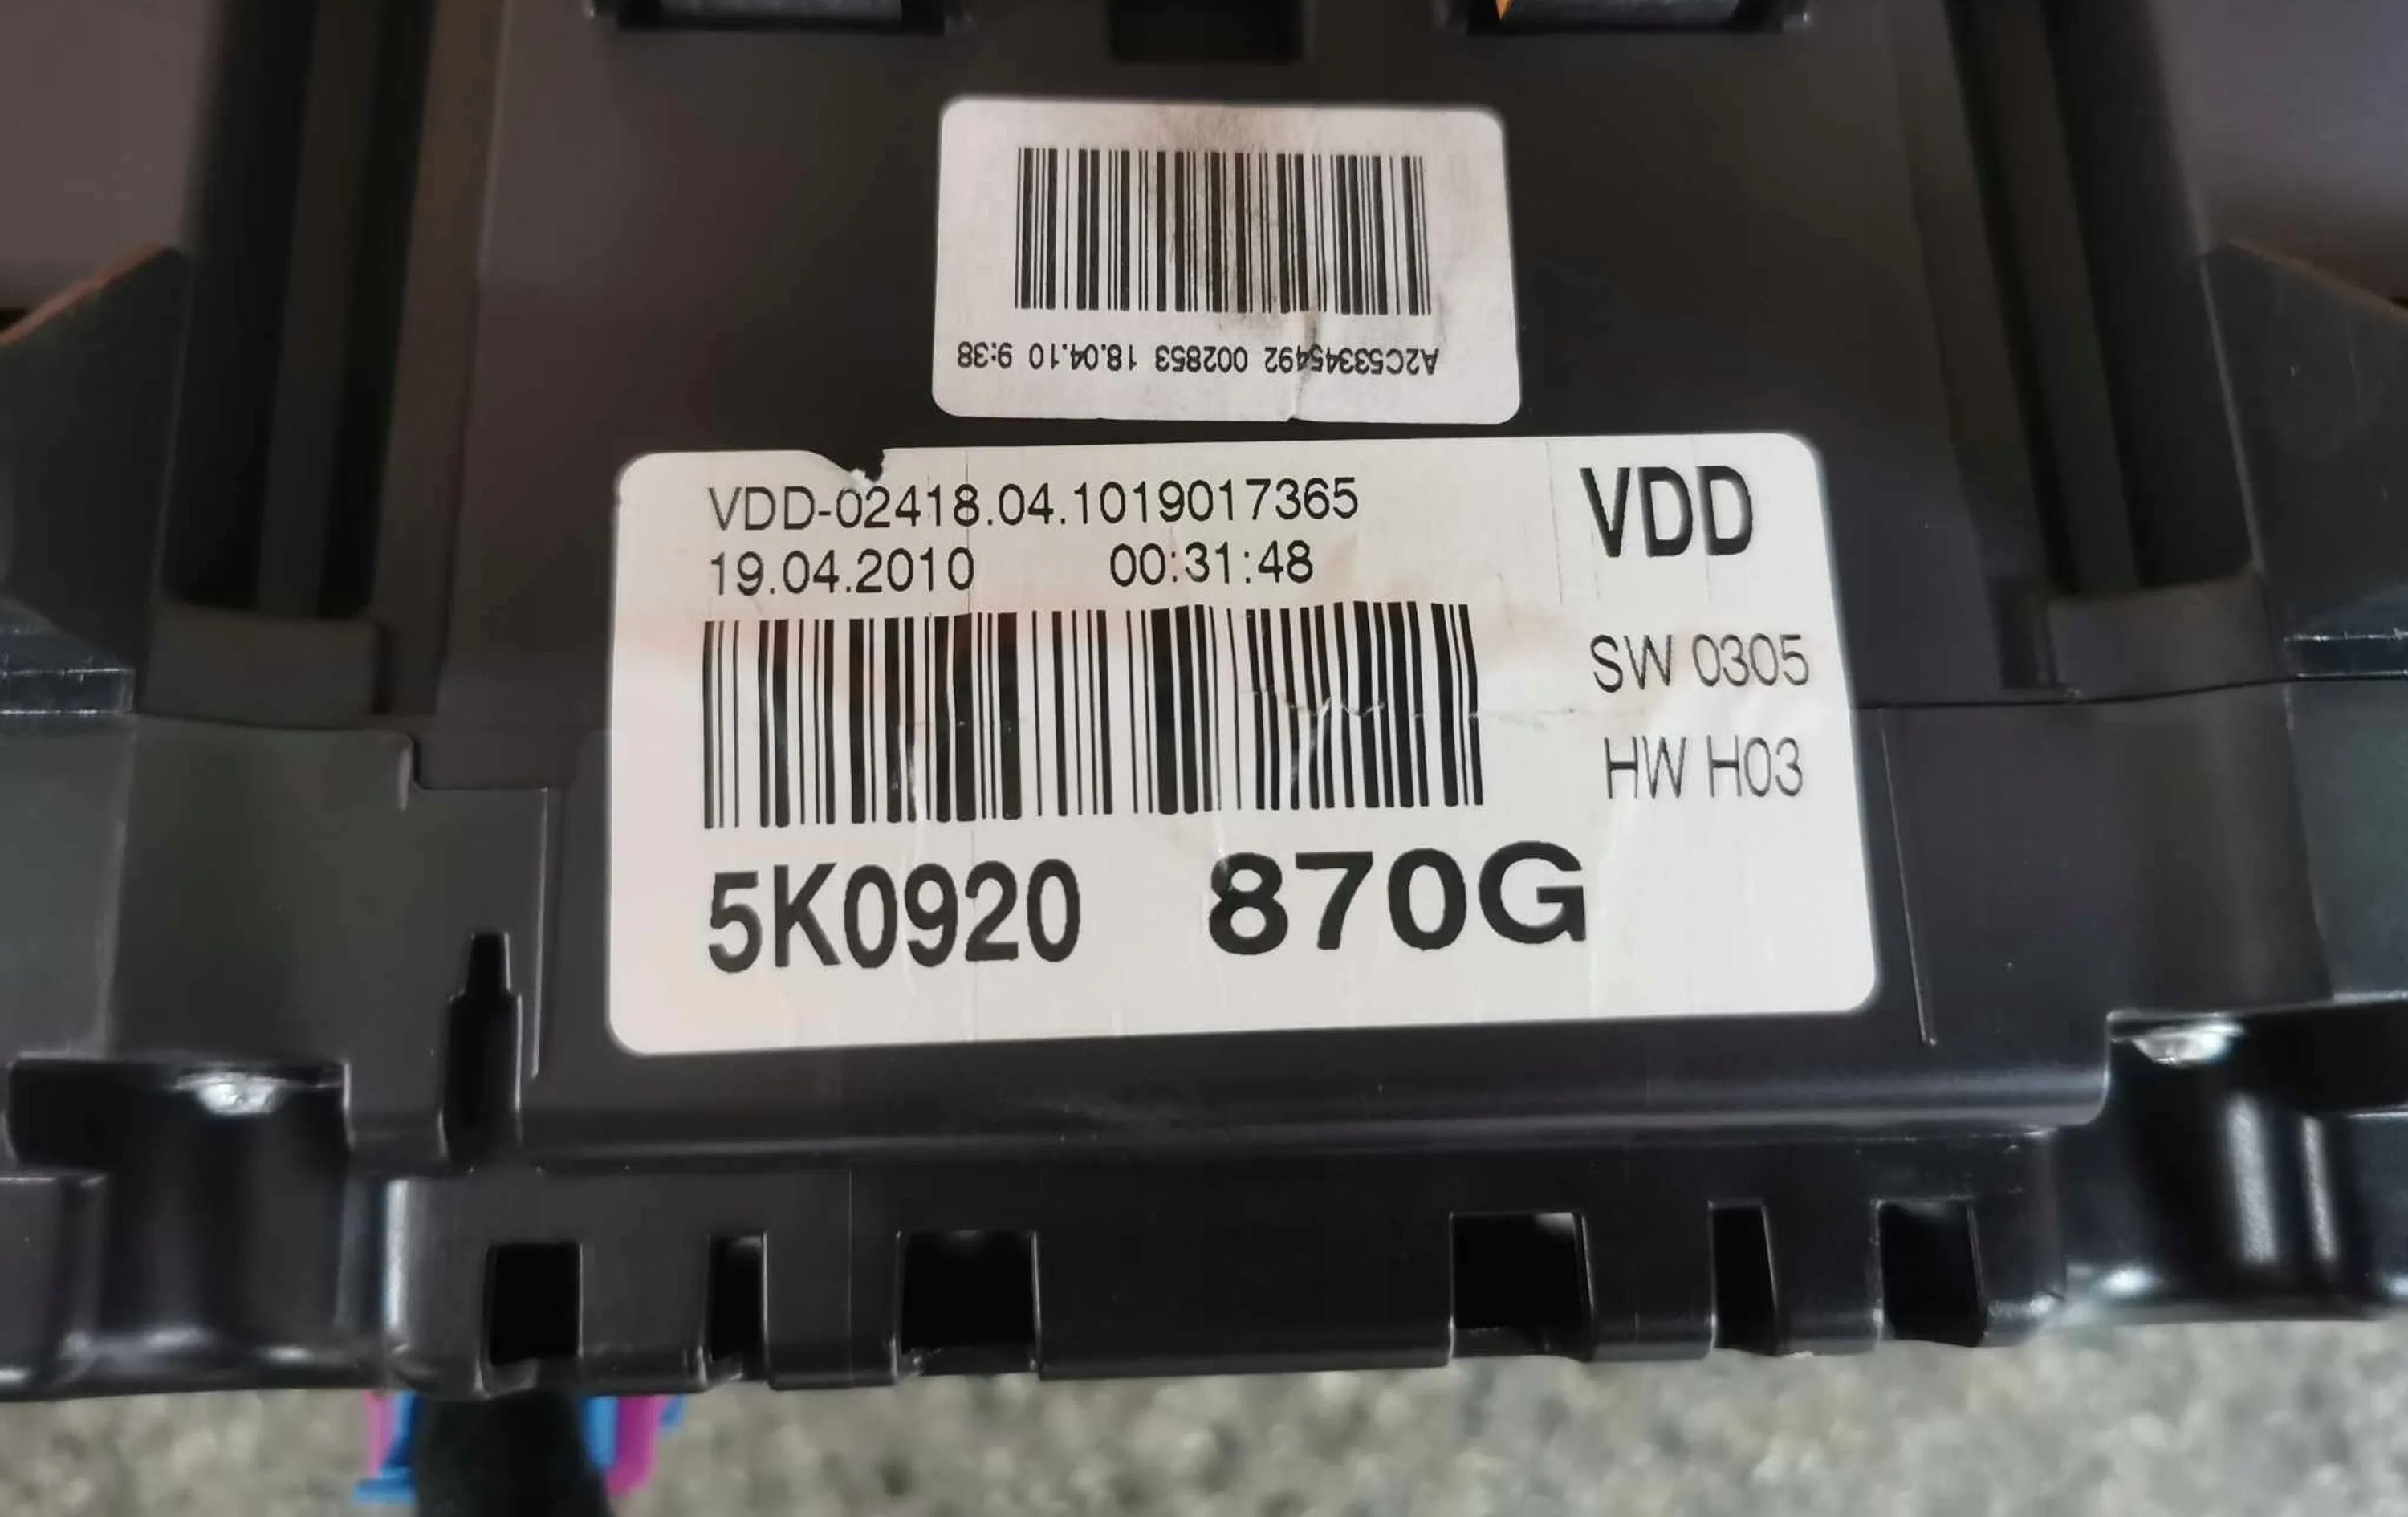 A2C53345492 002853 18.04.10 9:38
VDD-02418.04.1019017365
19.04.2010 00:31:48
VDD
SW 0305
HW H03
5K0920 870G